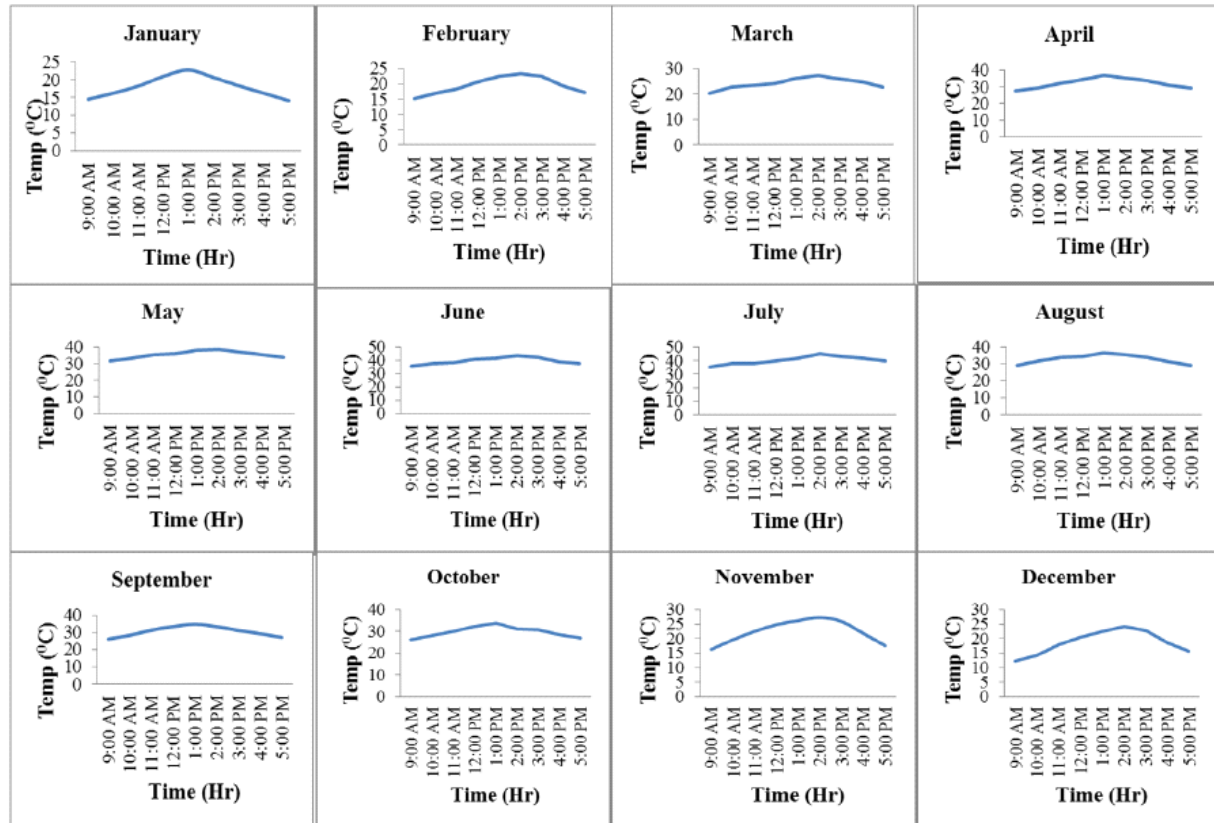 January
Temp (⁰C)
25
20
15
10
5
0
9:00 AM
10:00 AM
11:00 AM
12:00 PM
1:00 PM
2:00 PM
3:00 PM
4:00 PM
5:00 PM
Time (Hr)
February
Temp (⁰C)
25
20
15
10
5
0
9:00 AM
10:00 AM
11:00 AM
12:00 PM
1:00 PM
2:00 PM
3:00 PM
4:00 PM
5:00 PM
Time (Hr)
March
Temp (⁰C)
30
20
10
0
9:00 AM
10:00 AM
11:00 AM
12:00 PM
1:00 PM
2:00 PM
3:00 PM
4:00 PM
5:00 PM
Time (Hr)
April
Temp (⁰C)
40
30
20
10
0
9:00 AM
10:00 AM
11:00 AM
12:00 PM
1:00 PM
2:00 PM
3:00 PM
4:00 PM
5:00 PM
Time (Hr)
May
Temp (⁰C)
40
30
20
10
0
9:00 AM
10:00 AM
11:00 AM
12:00 PM
1:00 PM
2:00 PM
3:00 PM
4:00 PM
5:00 PM
Time (Hr)
June
Temp (⁰C)
50
40
30
20
10
0
9:00 AM
10:00 AM
11:00 AM
12:00 PM
1:00 PM
2:00 PM
3:00 PM
4:00 PM
5:00 PM
Time (Hr)
July
Temp (⁰C)
50
40
30
20
10
0
9:00 AM
10:00 AM
11:00 AM
12:00 PM
1:00 PM
2:00 PM
3:00 PM
4:00 PM
5:00 PM
Time (Hr)
August
Temp (⁰C)
40
30
20
10
0
9:00 AM
10:00 AM
11:00 AM
12:00 PM
1:00 PM
2:00 PM
3:00 PM
4:00 PM
5:00 PM
Time (Hr)
September
Temp (⁰C)
40
30
20
10
0
9:00 AM
10:00 AM
11:00 AM
12:00 PM
1:00 PM
2:00 PM
3:00 PM
4:00 PM
5:00 PM
Time (Hr)
October
Temp (⁰C)
40
30
20
10
0
9:00 AM
10:00 AM
11:00 AM
12:00 PM
1:00 PM
2:00 PM
3:00 PM
4:00 PM
5:00 PM
Time (Hr)
November
Temp (⁰C)
30
25
20
15
10
5
0
9:00 AM
10:00 AM
11:00 AM
12:00 PM
1:00 PM
2:00 PM
3:00 PM
4:00 PM
5:00 PM
Time (Hr)
December
Temp (⁰C)
30
25
20
15
10
5
0
9:00 AM
10:00 AM
11:00 AM
12:00 PM
1:00 PM
2:00 PM
3:00 PM
4:00 PM
5:00 PM
Time (Hr)